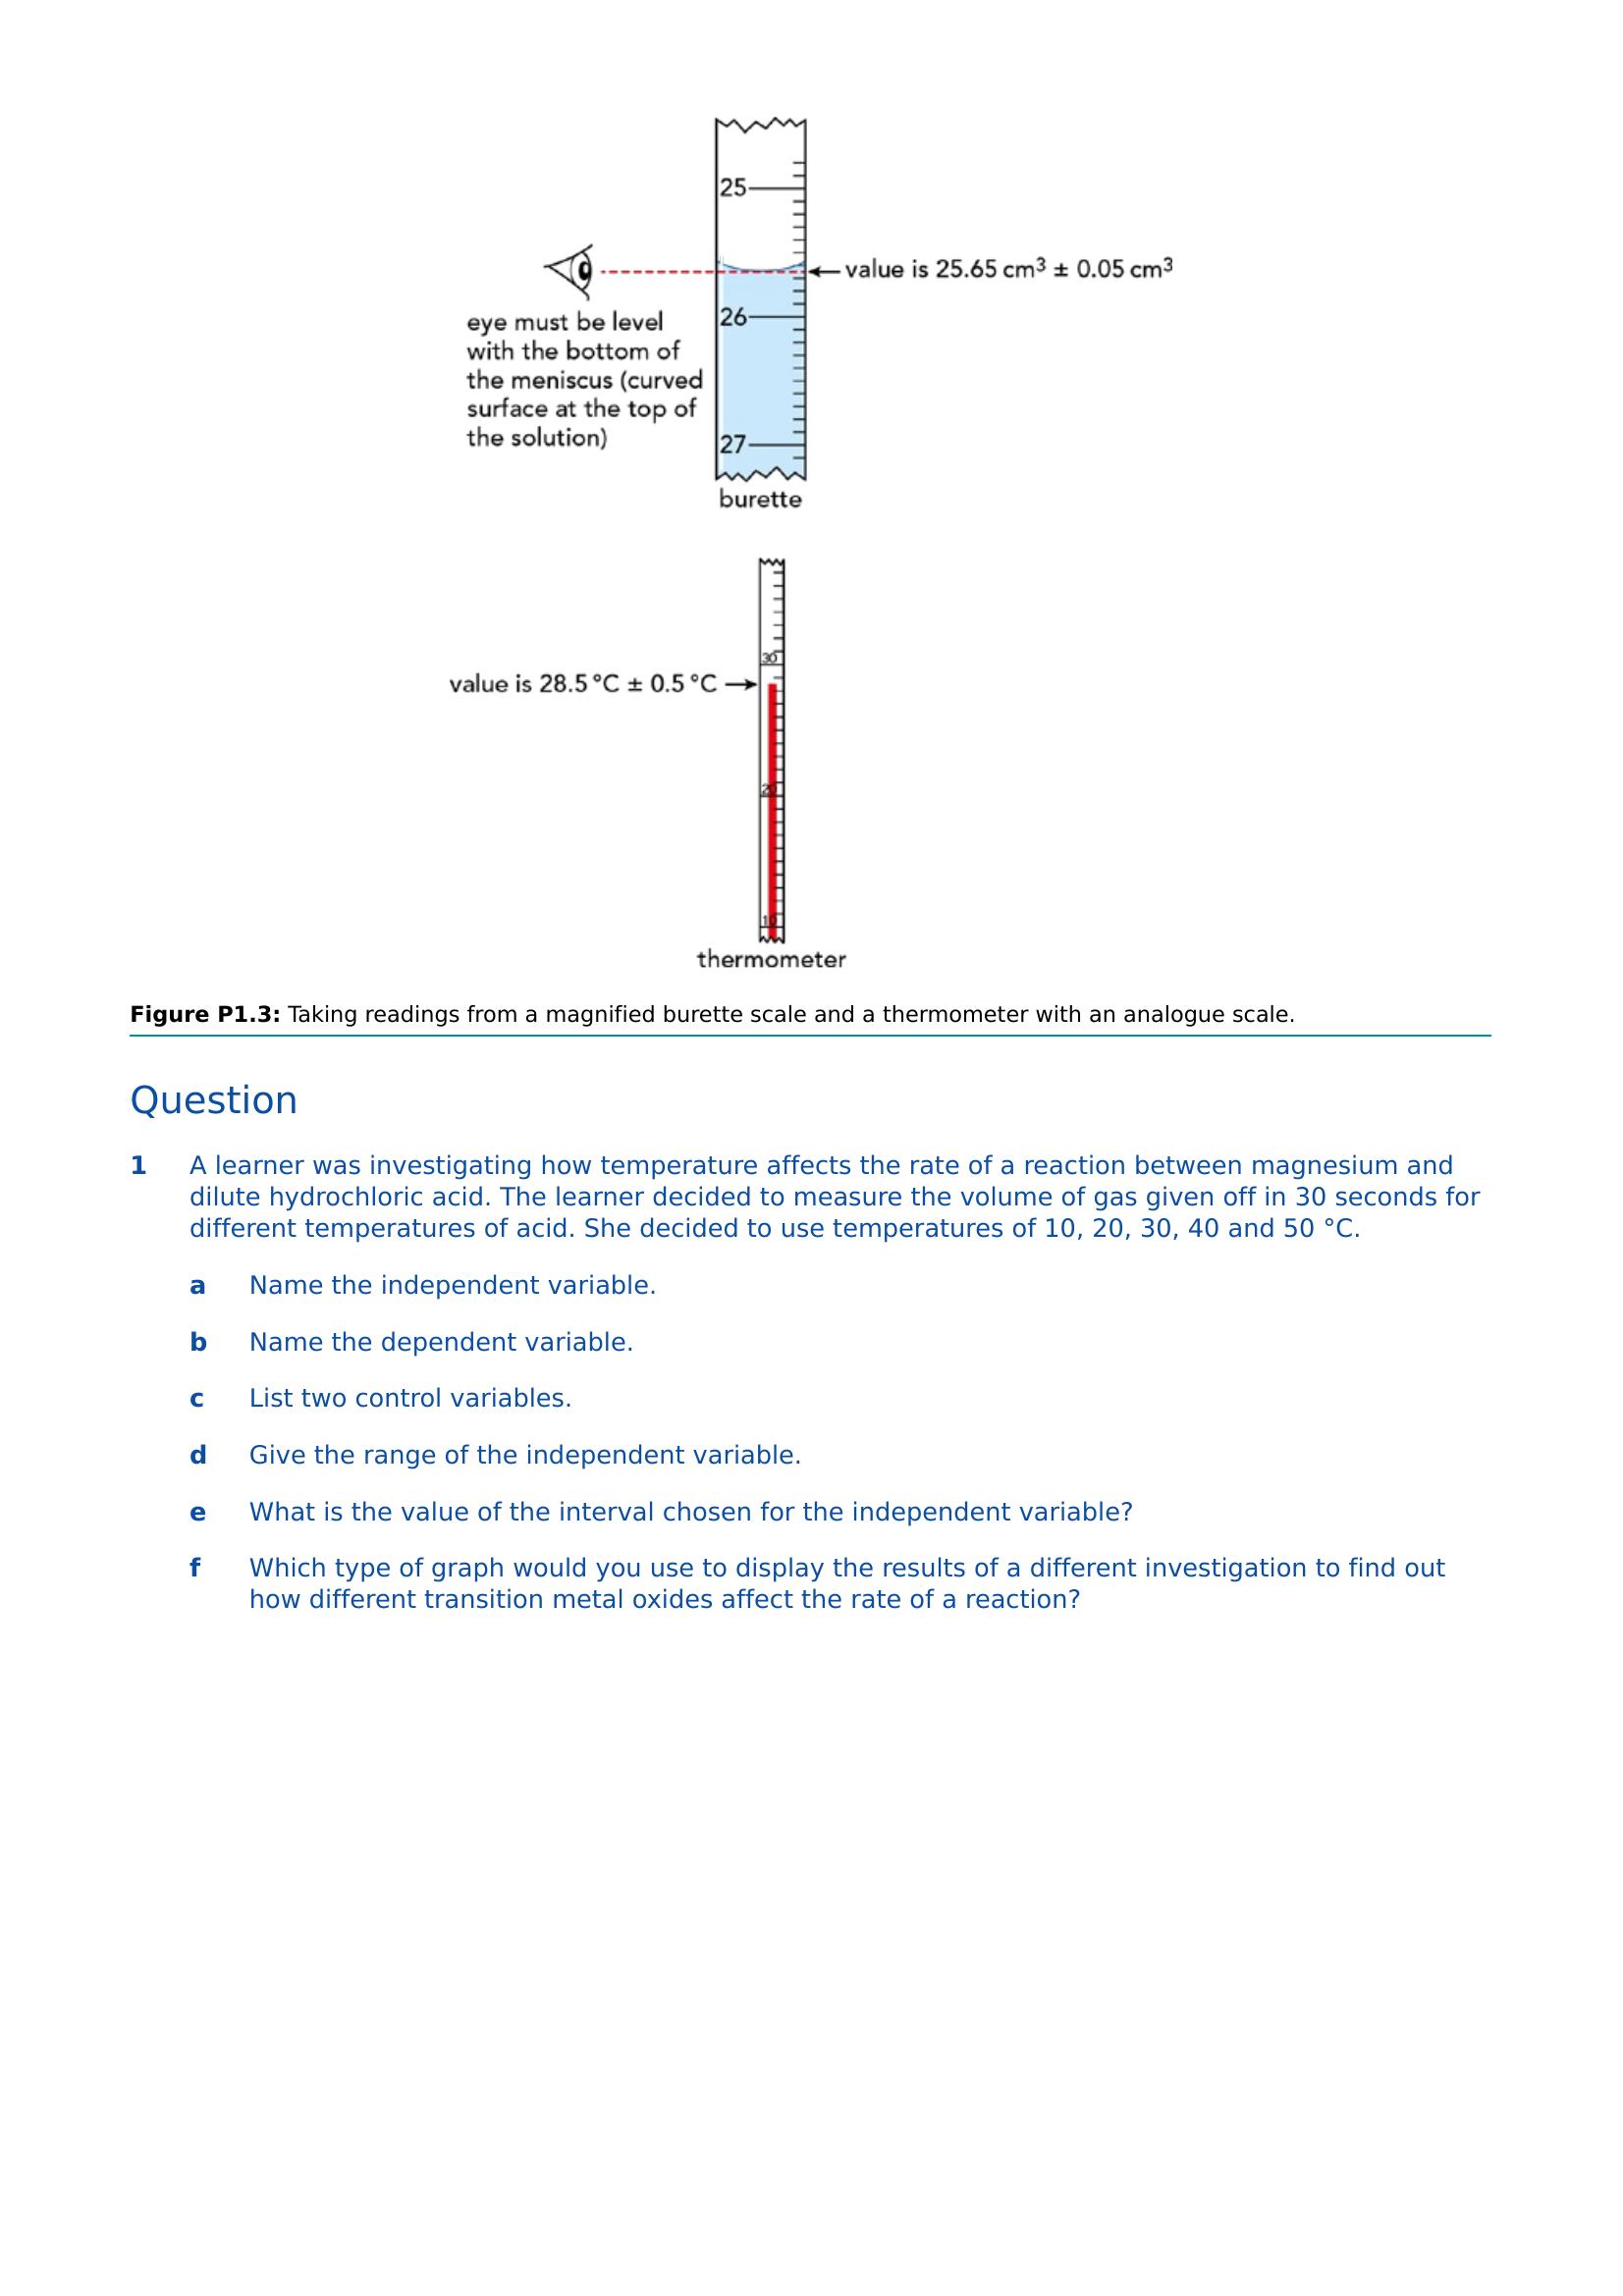 25
value is 25.65 cm³ ± 0.05 cm³
eye must be level
with the bottom of
the meniscus (curved
surface at the top of
the solution)
26
27
burette
30
value is 28.5 °C ± 0.5 °C
20
10
thermometer
Figure P1.3: Taking readings from a magnified burette scale and a thermometer with an analogue scale.
Question
1 A learner was investigating how temperature affects the rate of a reaction between magnesium and
dilute hydrochloric acid. The learner decided to measure the volume of gas given off in 30 seconds for
different temperatures of acid. She decided to use temperatures of 10, 20, 30, 40 and 50 °C.
a Name the independent variable.
b Name the dependent variable.
c List two control variables.
d Give the range of the independent variable.
e What is the value of the interval chosen for the independent variable?
f Which type of graph would you use to display the results of a different investigation to find out
how different transition metal oxides affect the rate of a reaction?